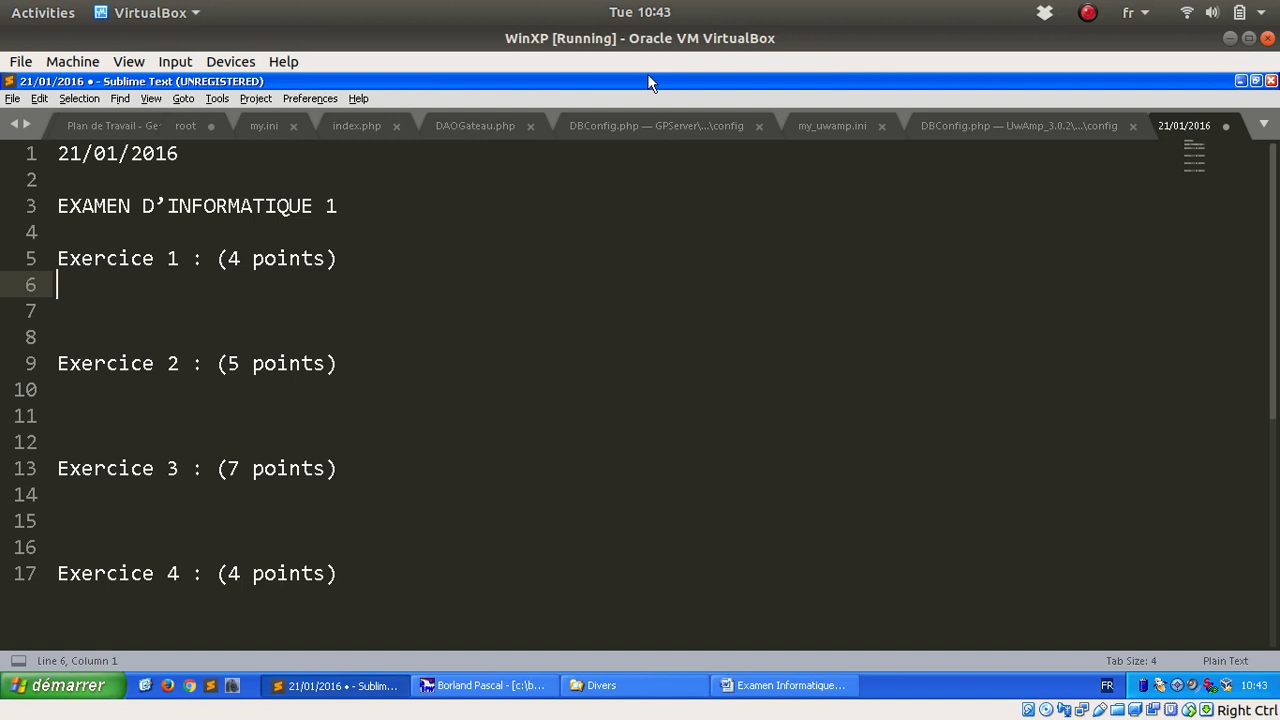 Activities VirtualBox Tue 10:43 fr
WinXP [Running] - Oracle VM VirtualBox
File Machine View Input Devices Help
21/01/2016 • - Sublime Text (UNREGISTERED)
File Edit Selection Find View Goto Tools Project Preferences Help
Plan de Travail - Ge root my.ini index.php DAOGateau.php DBConfig.php — GPServer\...\config my_uwamp.ini DBConfig.php — UwAmp_3.0.2\...\config 21/01/2016
1 21/01/2016
2
3 EXAMEN D’INFORMATIQUE 1
4
5 Exercice 1 : (4 points)
6
7
8
9 Exercice 2 : (5 points)
10
11
12
13 Exercice 3 : (7 points)
14
15
16
17 Exercice 4 : (4 points)
Line 6, Column 1 Tab Size: 4 Plain Text
démarrer 21/01/2016 • - Sublim... Borland Pascal - [c:\b... Divers Examen Informatique... FR 10:43
Right Ctrl